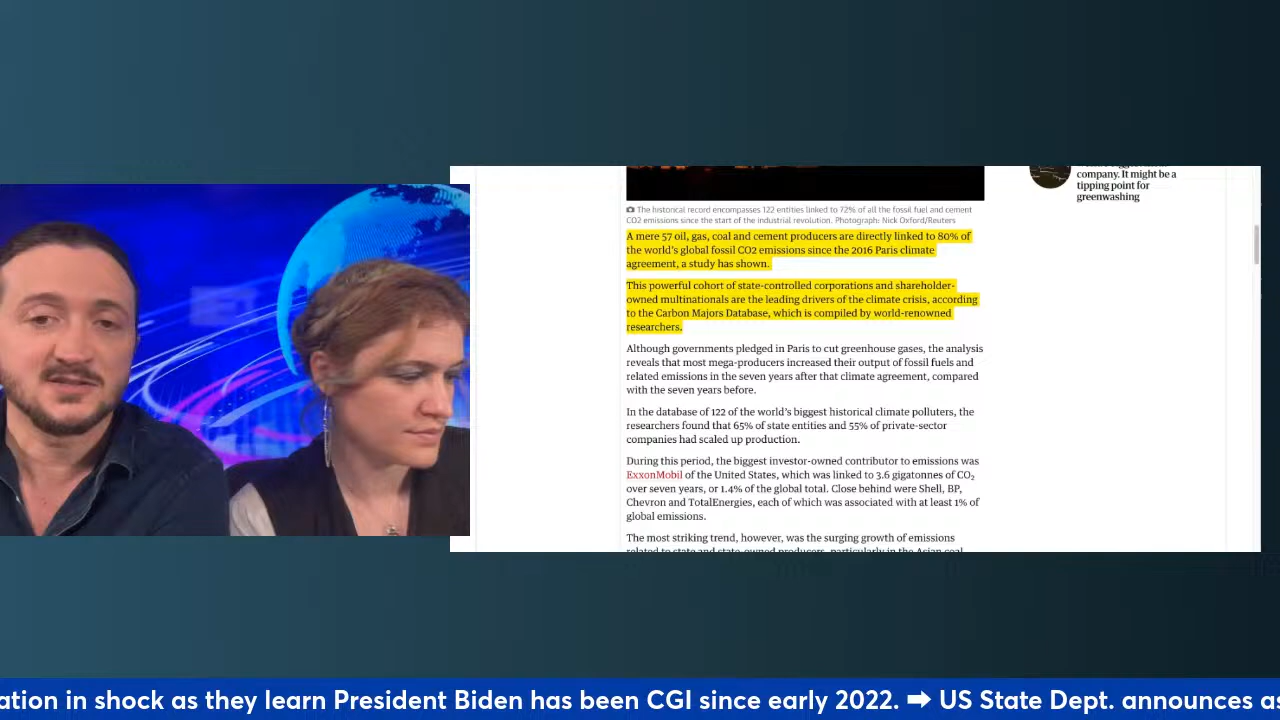 company. It might be a
tipping point for
greenwashing
The historical record encompasses 122 entities linked to 72% of all the fossil fuel and cement
CO2 emissions since the start of the industrial revolution. Photograph: Nick Oxford/Reuters
A mere 57 oil, gas, coal and cement producers are directly linked to 80% of
the world’s global fossil CO2 emissions since the 2016 Paris climate
agreement, a study has shown.
This powerful cohort of state-controlled corporations and shareholder-
owned multinationals are the leading drivers of the climate crisis, according
to the Carbon Majors Database, which is compiled by world-renowned
researchers.
Although governments pledged in Paris to cut greenhouse gases, the analysis
reveals that most mega-producers increased their output of fossil fuels and
related emissions in the seven years after that climate agreement, compared
with the seven years before.
In the database of 122 of the world’s biggest historical climate polluters, the
researchers found that 65% of state entities and 55% of private-sector
companies had scaled up production.
During this period, the biggest investor-owned contributor to emissions was
ExxonMobil of the United States, which was linked to 3.6 gigatonnes of CO₂
over seven years, or 1.4% of the global total. Close behind were Shell, BP,
Chevron and TotalEnergies, each of which was associated with at least 1% of
global emissions.
The most striking trend, however, was the surging growth of emissions
related to state and state-owned producers, particularly in the Asian coal
ation in shock as they learn President Biden has been CGI since early 2022. ➡ US State Dept. announces as